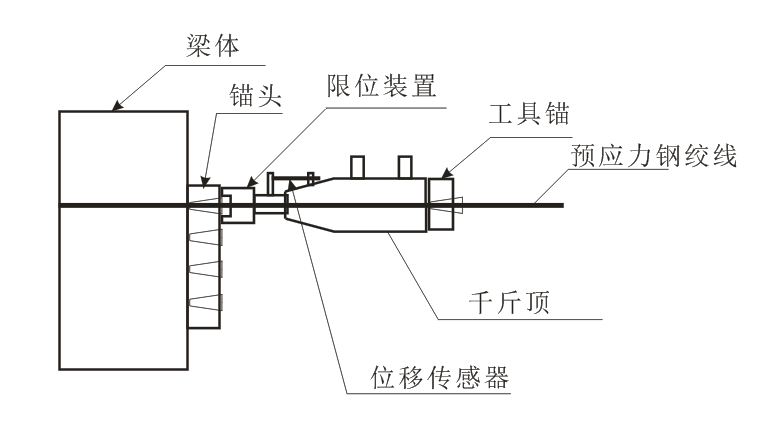 梁体
锚头
限位装置
工具锚
预应力钢绞线
千斤顶
位移传感器